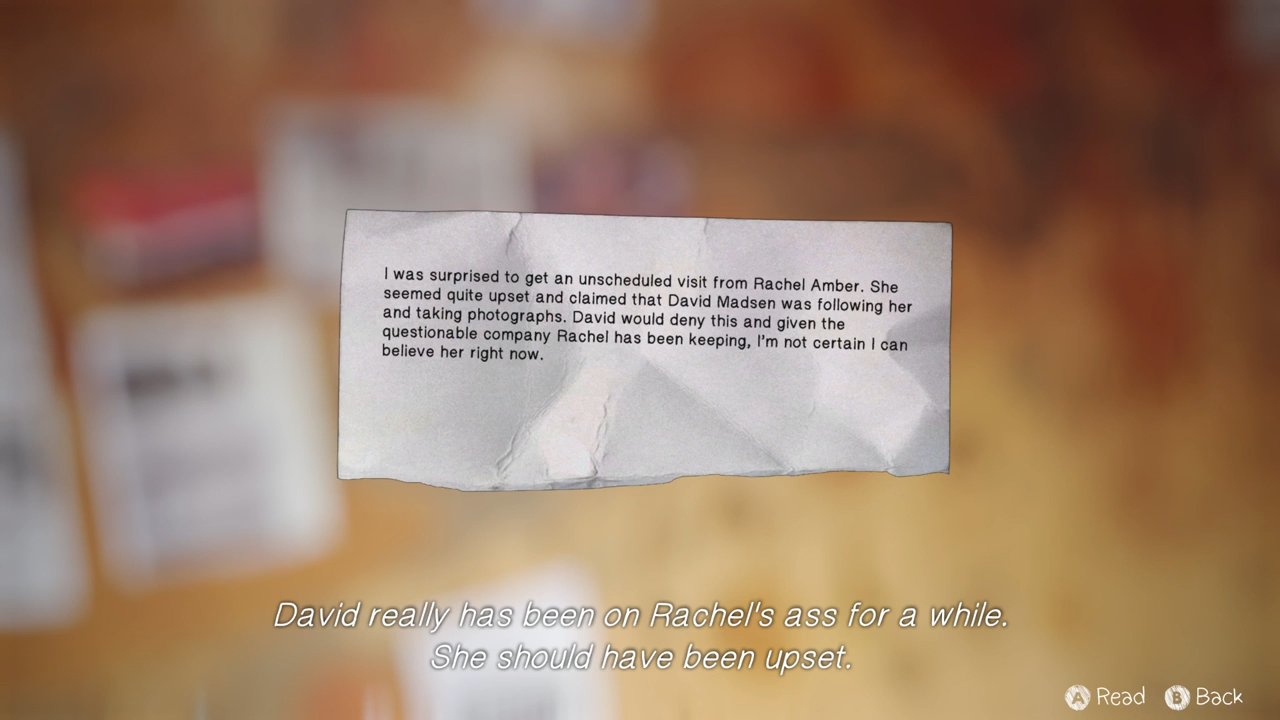 I was surprised to get an unscheduled visit from Rachel Amber. She
seemed quite upset and claimed that David Madsen was following her
and taking photographs. David would deny this and given the
questionable company Rachel has been keeping, I'm not certain I can
believe her right now.
David really has been on Rachel's ass for a while.
She should have been upset.
A Read B Back